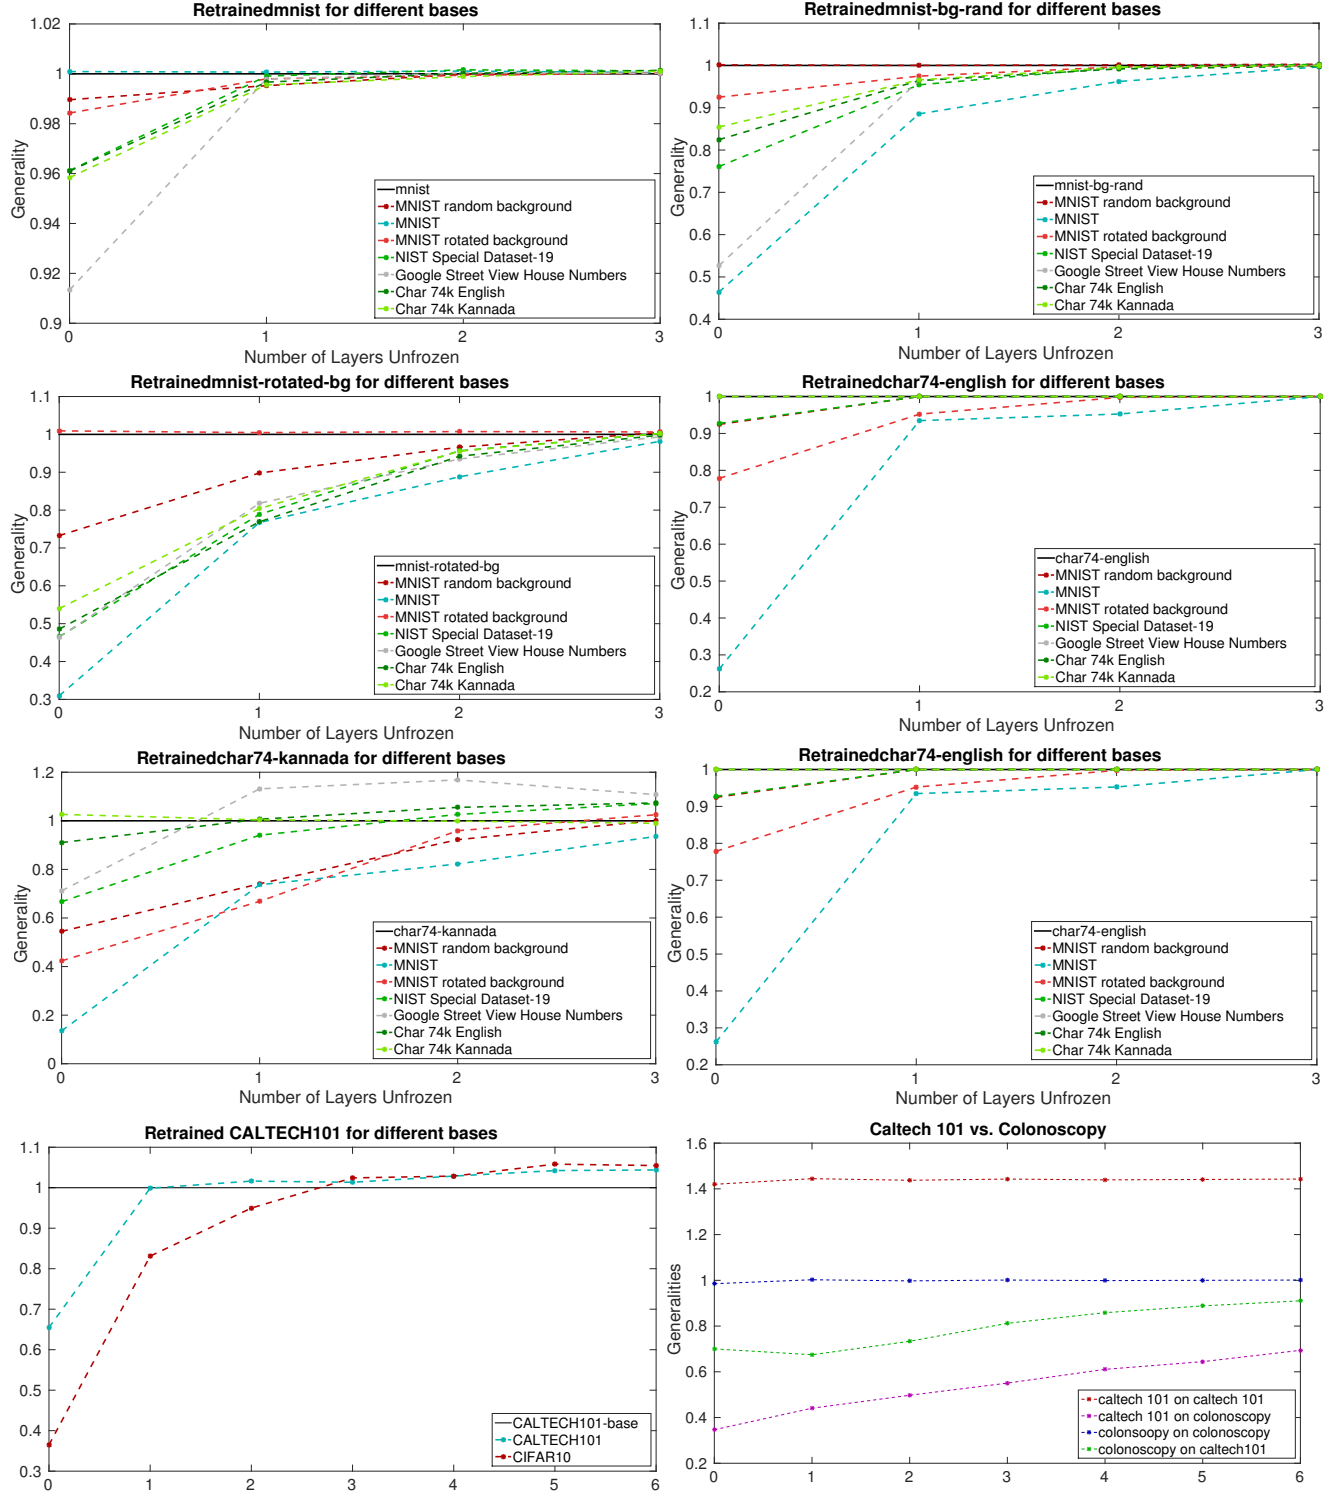 Retrainedmnist for different bases
1.02
1
0.98
0.96
0.94
0.92
0.9
Generality
0 1 2 3
Number of Layers Unfrozen
mnist
MNIST random background
MNIST
MNIST rotated background
NIST Special Dataset-19
Google Street View House Numbers
Char 74k English
Char 74k Kannada
Retrainedmnist-bg-rand for different bases
1.1
1
0.9
0.8
0.7
0.6
0.5
0.4
Generality
0 1 2 3
Number of Layers Unfrozen
mnist-bg-rand
MNIST random background
MNIST
MNIST rotated background
NIST Special Dataset-19
Google Street View House Numbers
Char 74k English
Char 74k Kannada
Retrainedmnist-rotated-bg for different bases
1.1
1
0.9
0.8
0.7
0.6
0.5
0.4
0.3
Generality
0 1 2 3
Number of Layers Unfrozen
mnist-rotated-bg
MNIST random background
MNIST
MNIST rotated background
NIST Special Dataset-19
Google Street View House Numbers
Char 74k English
Char 74k Kannada
Retrainedchar74-english for different bases
1
0.9
0.8
0.7
0.6
0.5
0.4
0.3
0.2
Generality
0 1 2 3
Number of Layers Unfrozen
char74-english
MNIST random background
MNIST
MNIST rotated background
NIST Special Dataset-19
Google Street View House Numbers
Char 74k English
Char 74k Kannada
Retrainedchar74-kannada for different bases
1.2
1
0.8
0.6
0.4
0.2
0
Generality
0 1 2 3
Number of Layers Unfrozen
char74-kannada
MNIST random background
MNIST
MNIST rotated background
NIST Special Dataset-19
Google Street View House Numbers
Char 74k English
Char 74k Kannada
Retrainedchar74-english for different bases
1
0.9
0.8
0.7
0.6
0.5
0.4
0.3
0.2
Generality
0 1 2 3
Number of Layers Unfrozen
char74-english
MNIST random background
MNIST
MNIST rotated background
NIST Special Dataset-19
Google Street View House Numbers
Char 74k English
Char 74k Kannada
Retrained CALTECH101 for different bases
1.1
1
0.9
0.8
0.7
0.6
0.5
0.4
0.3
0 1 2 3 4 5 6
CALTECH101-base
CALTECH101
CIFAR10
Caltech 101 vs. Colonoscopy
1.6
1.4
1.2
1
0.8
0.6
0.4
0.2
Generalities
0 1 2 3 4 5 6
caltech 101 on caltech 101
caltech 101 on colonoscopy
colonsoopy on colonoscopy
colonoscopy on caltech101